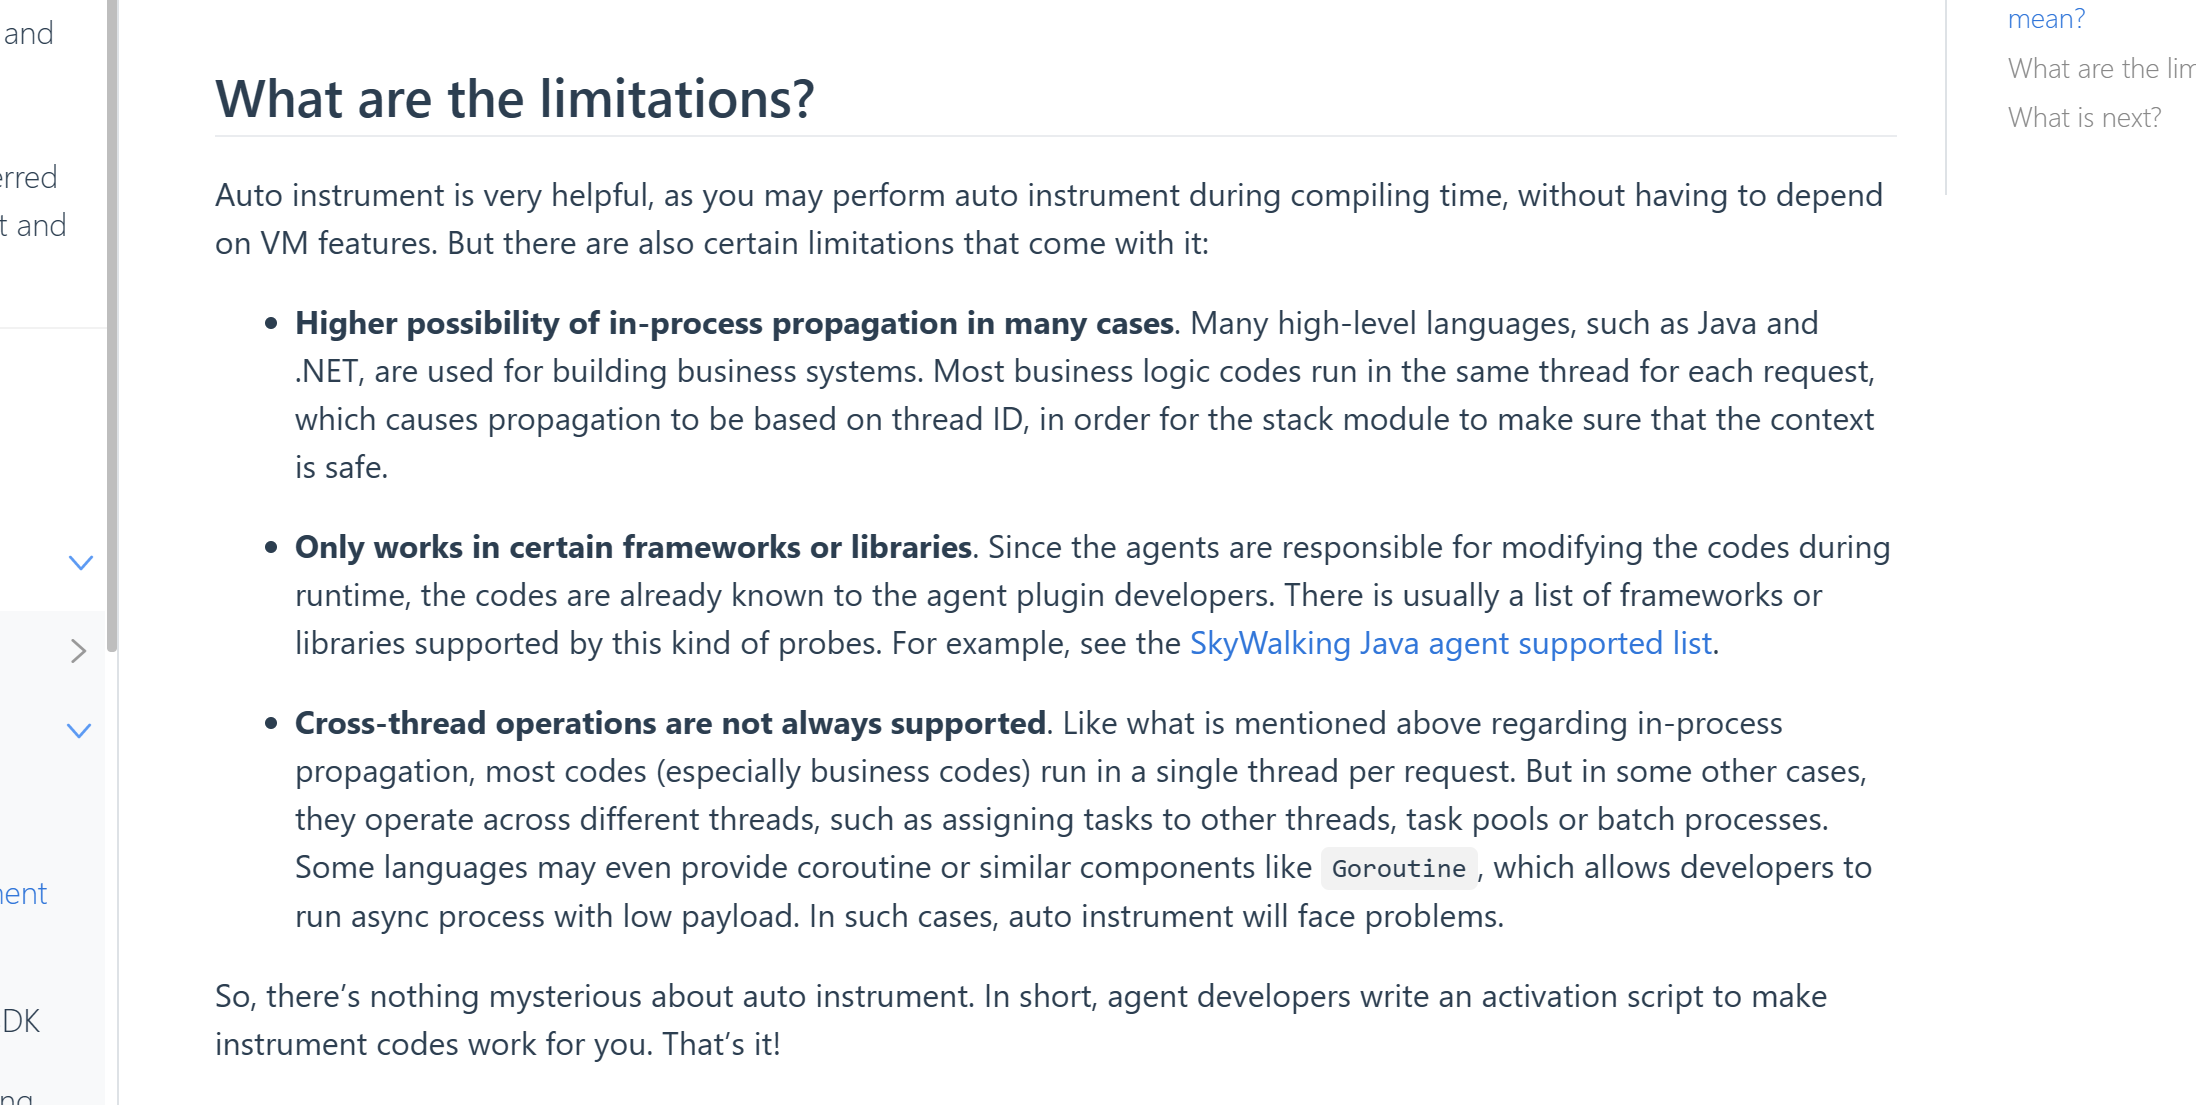 and
erred
t and
nent
DK
ng
What are the limitations?
Auto instrument is very helpful, as you may perform auto instrument during compiling time, without having to depend
on VM features. But there are also certain limitations that come with it:
• Higher possibility of in-process propagation in many cases. Many high-level languages, such as Java and
.NET, are used for building business systems. Most business logic codes run in the same thread for each request,
which causes propagation to be based on thread ID, in order for the stack module to make sure that the context
is safe.
• Only works in certain frameworks or libraries. Since the agents are responsible for modifying the codes during
runtime, the codes are already known to the agent plugin developers. There is usually a list of frameworks or
libraries supported by this kind of probes. For example, see the SkyWalking Java agent supported list.
• Cross-thread operations are not always supported. Like what is mentioned above regarding in-process
propagation, most codes (especially business codes) run in a single thread per request. But in some other cases,
they operate across different threads, such as assigning tasks to other threads, task pools or batch processes.
Some languages may even provide coroutine or similar components like Goroutine, which allows developers to
run async process with low payload. In such cases, auto instrument will face problems.
So, there’s nothing mysterious about auto instrument. In short, agent developers write an activation script to make
instrument codes work for you. That’s it!
mean?
What are the lim
What is next?